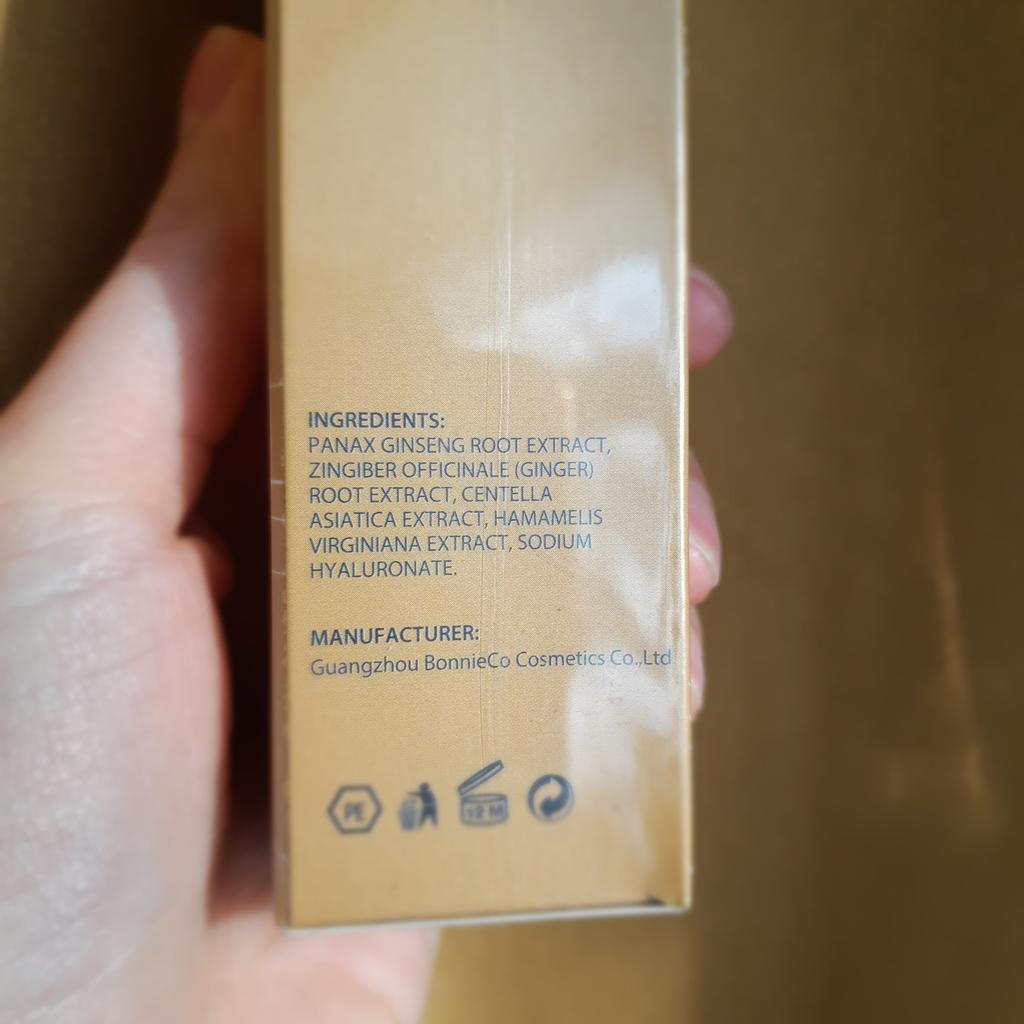 INGREDIENTS:
PANAX GINSENG ROOT EXTRACT,
ZINGIBER OFFICINALE (GINGER)
ROOT EXTRACT, CENTELLA
ASIATICA EXTRACT, HAMAMELIS
VIRGINIANA EXTRACT, SODIUM
HYALURONATE.
MANUFACTURER:
Guangzhou BonnieCo Cosmetics Co.,Ltd
PE
12 M